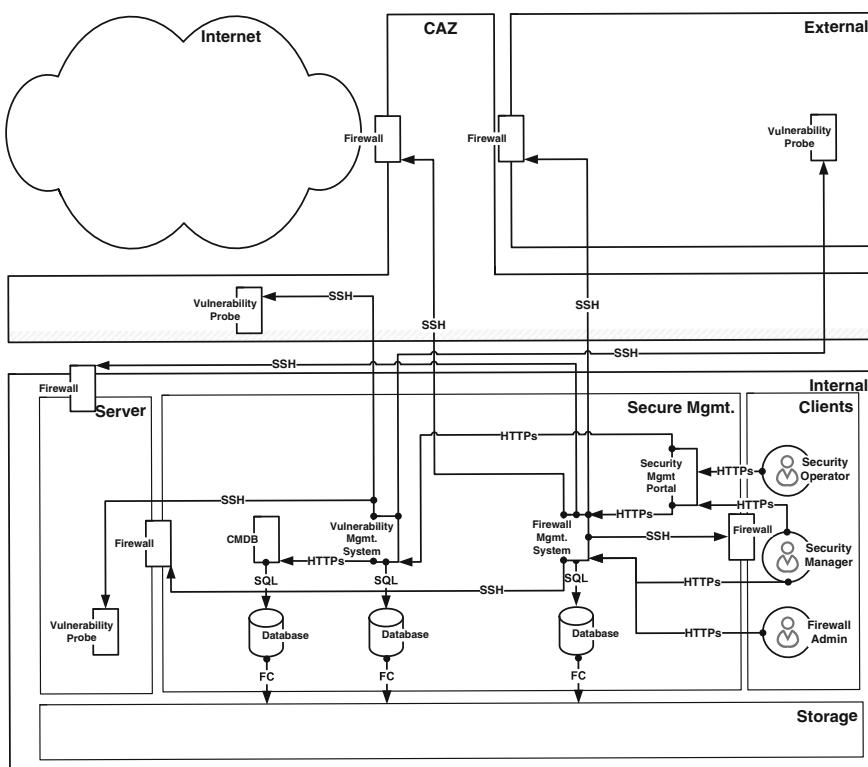 Internet
CAZ
External
Firewall
Firewall
Vulnerability
Probe
Vulnerability
Probe
SSH
SSH
SSH
SSH
SSH
Internal
Firewall
Server
Secure Mgmt.
Clients
HTTPs
Security
Mgmt
Portal
HTTPs
Security
Operator
SSH
HTTPs
HTTPs
Firewall
CMDB
Vulnerability
Mgmt.
System
Firewall
Mgmt.
System
SSH
Firewall
Security
Manager
HTTPs
SQL
SQL
SSH
SQL
HTTPs
Vulnerability
Probe
Database
Database
Database
HTTPs
Firewall
Admin
FC
FC
FC
Storage